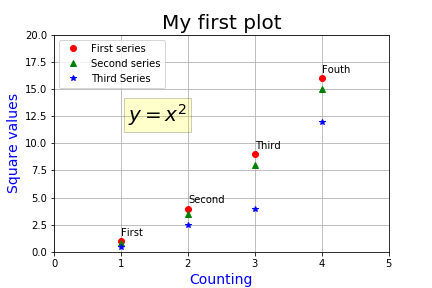 My first plot
First series
Second series
Third Series
y = x²
First
Second
Third
Fouth
Square values
20.0
17.5
15.0
12.5
10.0
7.5
5.0
2.5
0.0
0 1 2 3 4 5
Counting